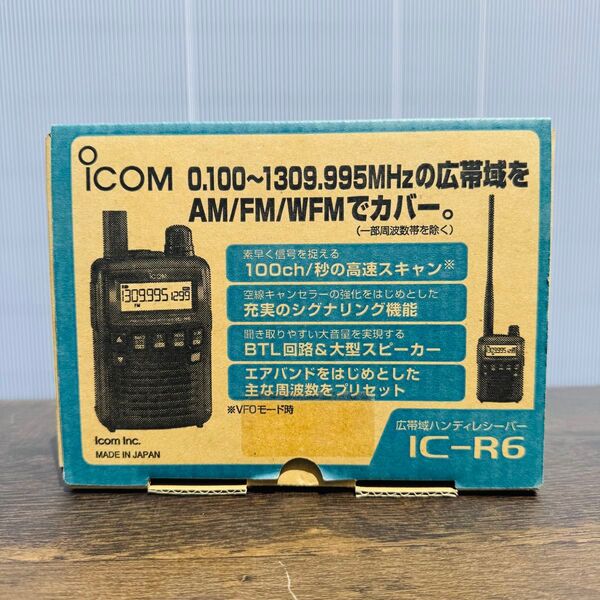 ICOM
0.100~1309.995MHzの広帯域を
AM/FM/WFMでカバー。
(一部周波数帯を除く)
素早く信号を捉える
100ch/秒の高速スキャン※
空線キャンセラーの強化をはじめとした
充実のシグナリング機能
聞き取りやすい大音量を実現する
BTL回路&大型スピーカー
エアバンドをはじめとした
主な周波数をプリセット
※VFOモード時
ICOM
1309.995
FM
Icom Inc.
MADE IN JAPAN
広帯域ハンディレシーバー
IC-R6